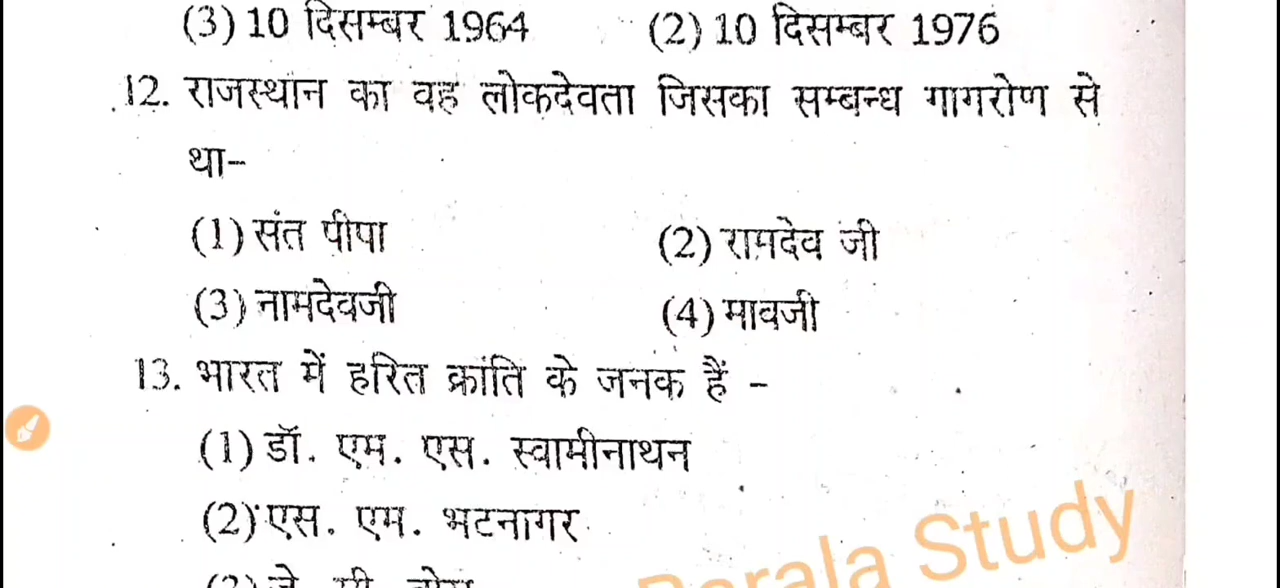 (3) 10 दिसम्बर 1964 (2) 10 दिसम्बर 1976
12. राजस्थान का वह लोकदेवता जिसका सम्बन्ध गागरोण से
था-
(1) संत पीपा (2) रामदेव जी
(3) नामदेवजी (4) मावजी
13. भारत में हरित क्रांति के जनक हैं -
(1) डॉ. एम. एस. स्वामीनाथन
(2) एस. एम. भटनागर
Study